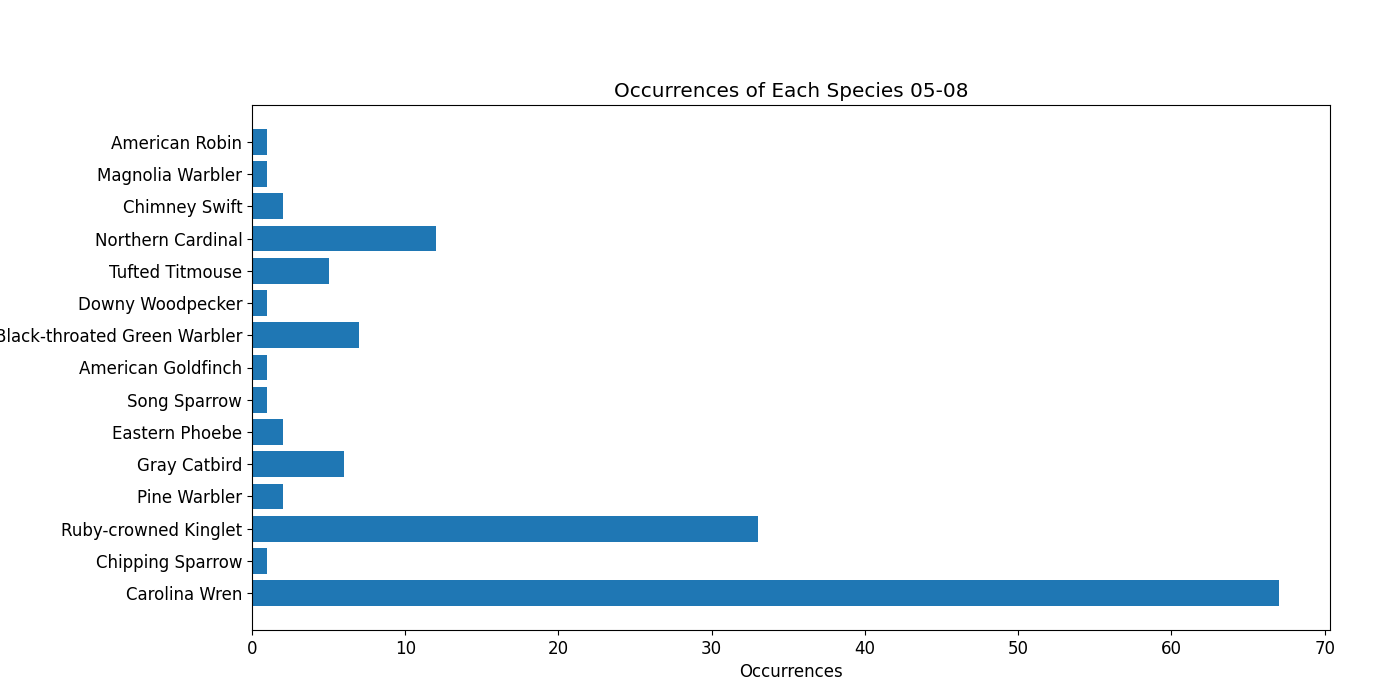 Occurrences of Each Species 05-08
American Robin
Magnolia Warbler
Chimney Swift
Northern Cardinal
Tufted Titmouse
Downy Woodpecker
Black-throated Green Warbler
American Goldfinch
Song Sparrow
Eastern Phoebe
Gray Catbird
Pine Warbler
Ruby-crowned Kinglet
Chipping Sparrow
Carolina Wren
0 10 20 30 40 50 60 70
Occurrences